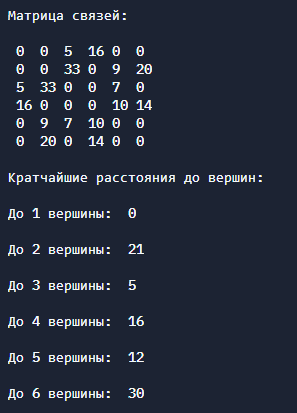 Матрица связей:
0 0 5 16 0 0
0 0 33 0 9 20
5 33 0 0 7 0
16 0 0 0 10 14
0 9 7 10 0 0
0 20 0 14 0 0
Кратчайшие расстояния до вершин:
До 1 вершины: 0
До 2 вершины: 21
До 3 вершины: 5
До 4 вершины: 16
До 5 вершины: 12
До 6 вершины: 30